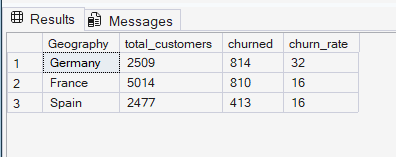 Results Messages
Geography total_customers churned churn_rate
1 Germany 2509 814 32
2 France 5014 810 16
3 Spain 2477 413 16